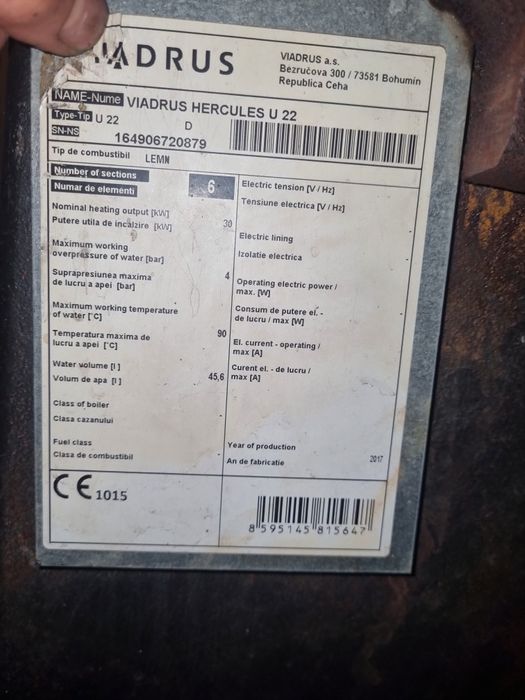 VIADRUS
VIADRUS a.s.
Bezručova 300 / 73581 Bohumín
Republica Ceha
NAME-Nume VIADRUS HERCULES U 22
Type-Tip U 22 D
SN-NS 164906720879
Tip de combustibil LEMN
Number of sections
Numar de elementi 6
Nominal heating output [kW]
Putere utila de incalzire [kW] 30
Maximum working
overpressure of water [bar]
Suprapresiunea maxima 4
de lucru a apei [bar]
Maximum working temperature
of water [˚C]
Temperatura maxima de 90
lucru a apei [˚C]
Water volume [l]
Volum de apa [l] 45,6
Class of boiler
Clasa cazanului -
Fuel class
Clasa de combustibil -
Electric tension [V / Hz]
Tensiune electrica [V / Hz] -
Electric lining
Izolatie electrica -
Operating electric power /
max. [W]
Consum de putere el. - -
de lucru / max [W]
El. current - operating /
max [A]
Curent el. - de lucru / -
max [A]
Year of production
An de fabricatie 2017
CE 1015
8595145815647